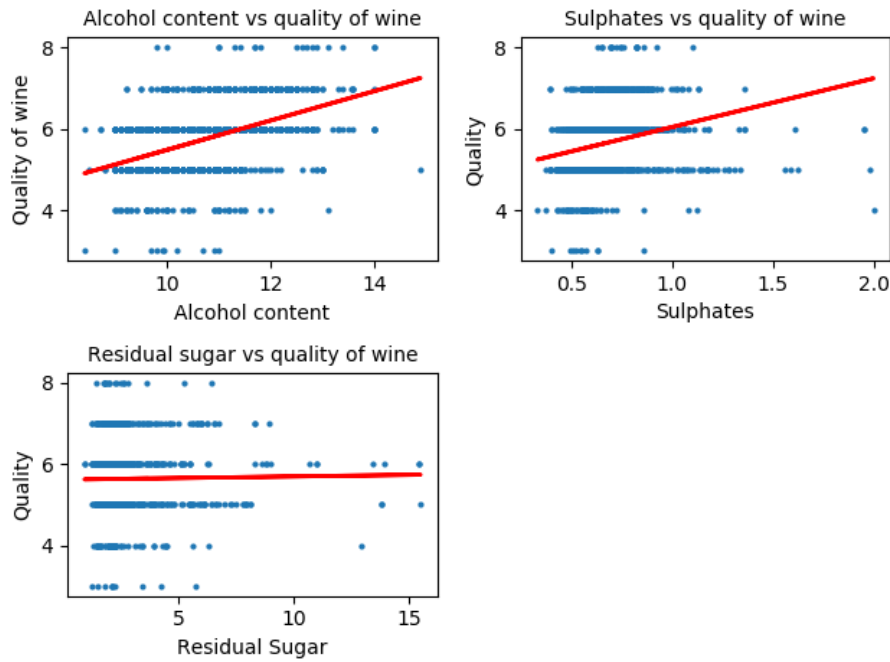 Alcohol content vs quality of wine
8
6
4
Quality of wine
10 12 14
Alcohol content
Sulphates vs quality of wine
8
6
4
Quality
0.5 1.0 1.5 2.0
Sulphates
Residual sugar vs quality of wine
8
6
4
Quality
5 10 15
Residual Sugar